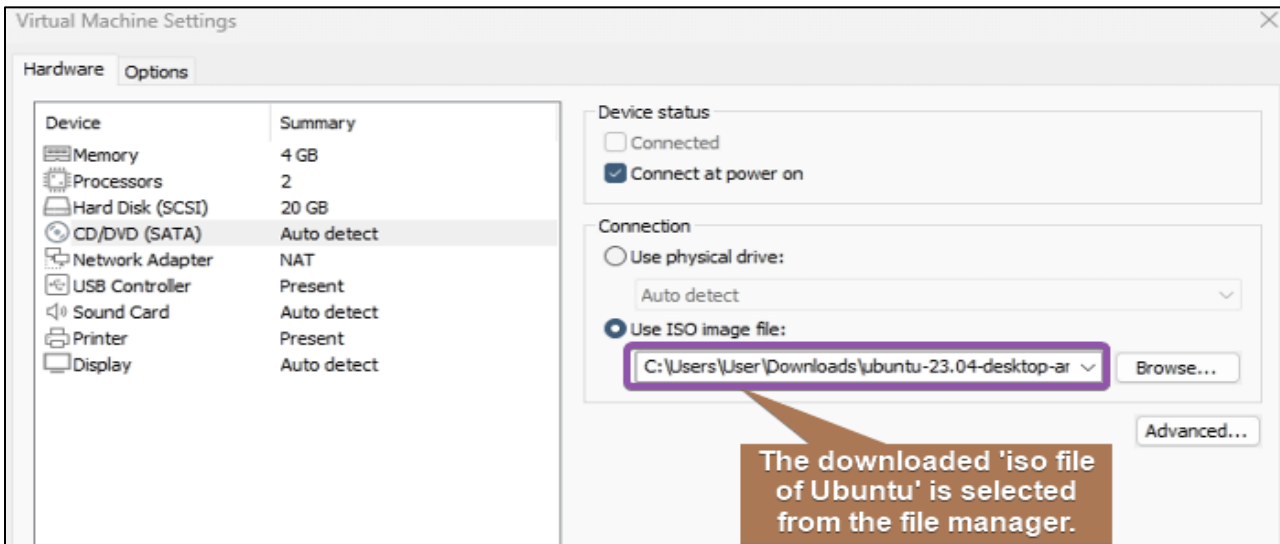 Virtual Machine Settings
Hardware Options
Device Summary
Memory 4 GB
Processors 2
Hard Disk (SCSI) 20 GB
CD/DVD (SATA) Auto detect
Network Adapter NAT
USB Controller Present
Sound Card Auto detect
Printer Present
Display Auto detect
Device status
Connected
Connect at power on
Connection
Use physical drive:
Auto detect
Use ISO image file:
C:\Users\User\Downloads\ubuntu-23.04-desktop-ar Browse...
Advanced...
The downloaded 'iso file
of Ubuntu' is selected
from the file manager.